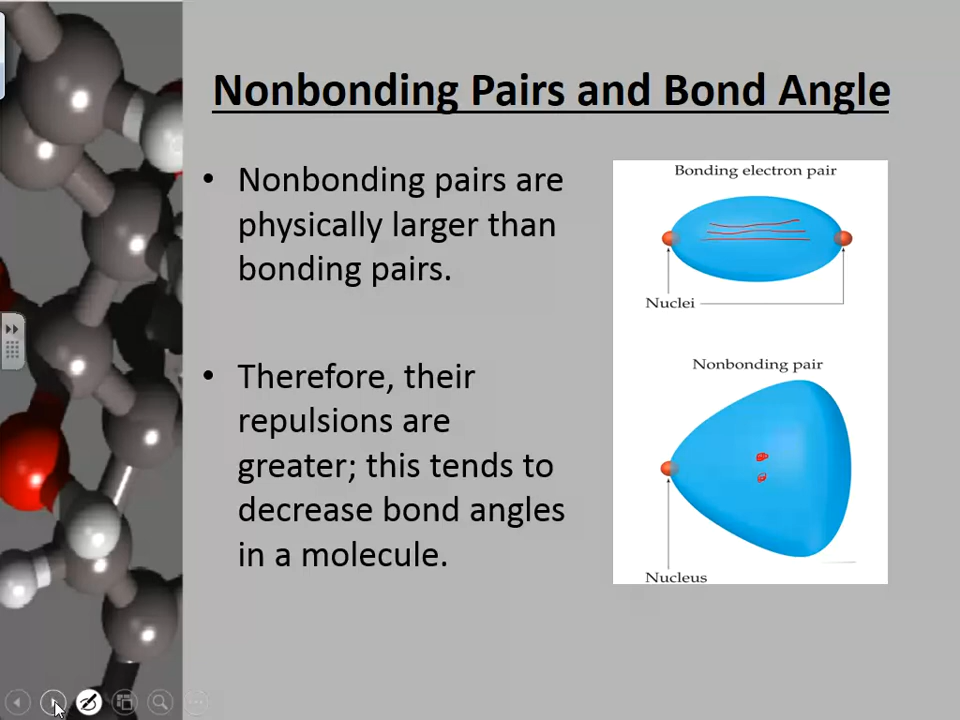 Nonbonding Pairs and Bond Angle
• Nonbonding pairs are
physically larger than
bonding pairs.
• Therefore, their
repulsions are
greater; this tends to
decrease bond angles
in a molecule.
Bonding electron pair
Nuclei
Nonbonding pair
Nucleus